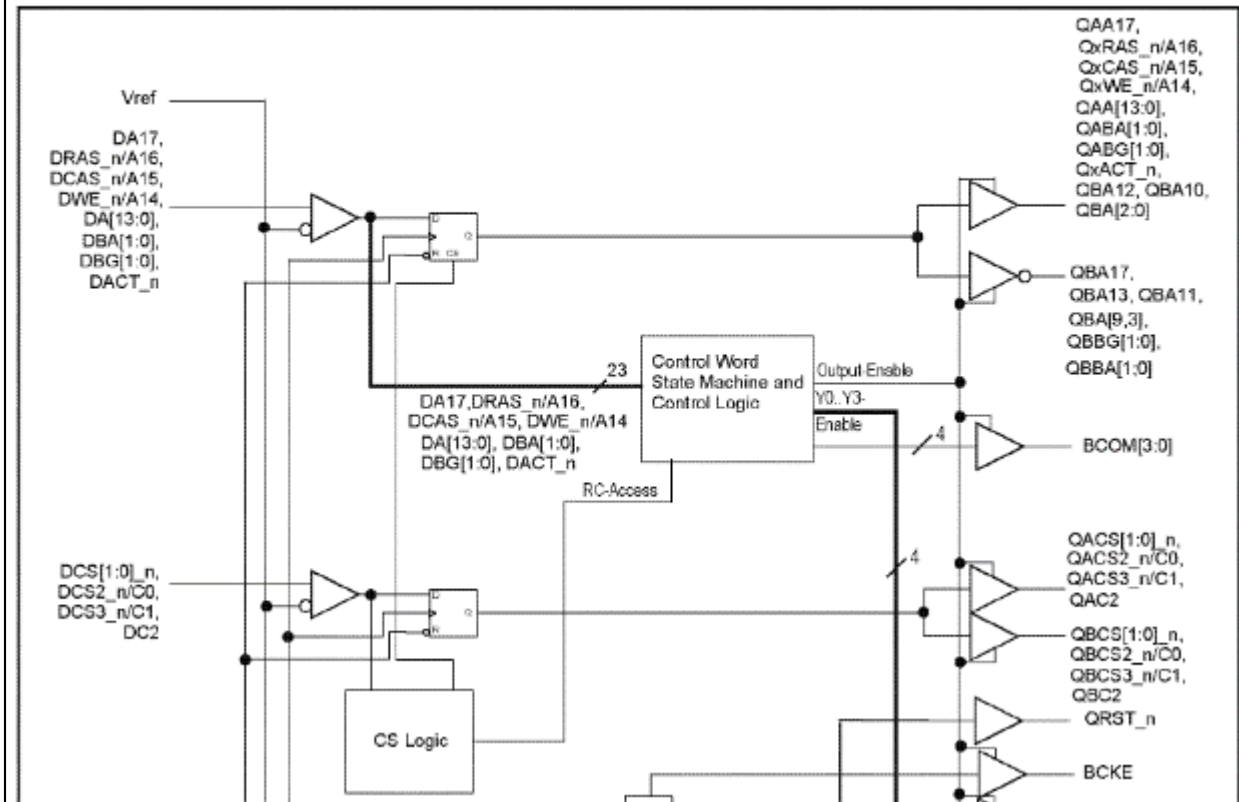 Vref
DA17,
DRAS_n/A16,
DCAS_n/A15,
DWE_n/A14,
DA[13:0],
DBA[1:0],
DBG[1:0],
DACT_n
D
Q
R CS
QAA17,
QxRAS_n/A16,
QxCAS_n/A15,
QxWE_n/A14,
QAA[13:0],
QABA[1:0],
QABG[1:0],
QxACT_n,
QBA12, QBA10,
QBA[2:0]
QBA17,
QBA13, QBA11,
QBA[9,3],
QBBG[1:0],
QBBA[1;0]
23
DA17,DRAS_n/A16,
DCAS_n/A15, DWE_n/A14
DA[13:0], DBA[1:0],
DBG[1:0], DACT_n
Control Word
State Machine and
Control Logic
Output-Enable
Y0..Y3-
Enable
4
BCOM[3:0]
RC-Access
4
DCS[1:0]_n,
DCS2_n/C0,
DCS3_n/C1,
DC2
D
Q
R
QACS[1:0]_n,
QACS2_n/C0,
QACS3_n/C1,
QAC2
QBCS[1:0]_n,
QBCS2_n/C0,
QBCS3_n/C1,
QBC2
CS Logic
QRST_n
BCKE